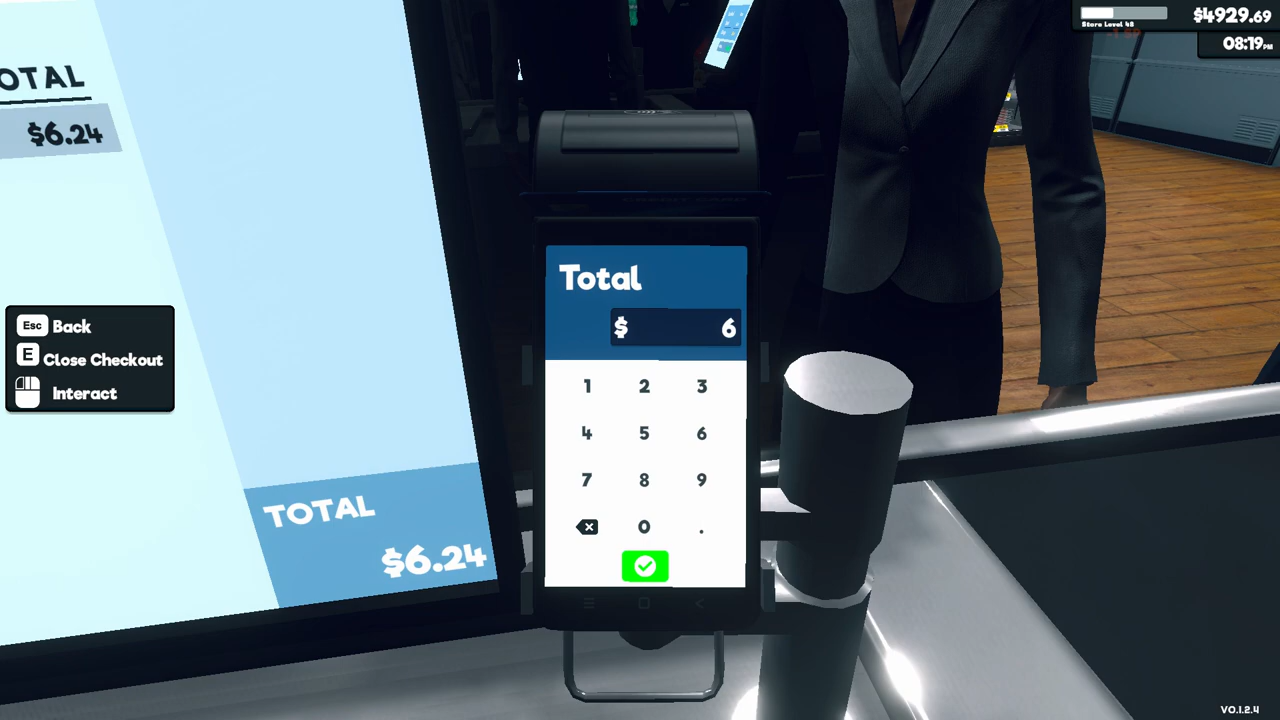 $4929.69
Store Level 48
08:19PM
OTAL
$6.24
Total
$ 6
1 2 3
4 5 6
7 8 9
0 .
Esc Back
E Close Checkout
Interact
TOTAL
$6.24
V0.1.2.4